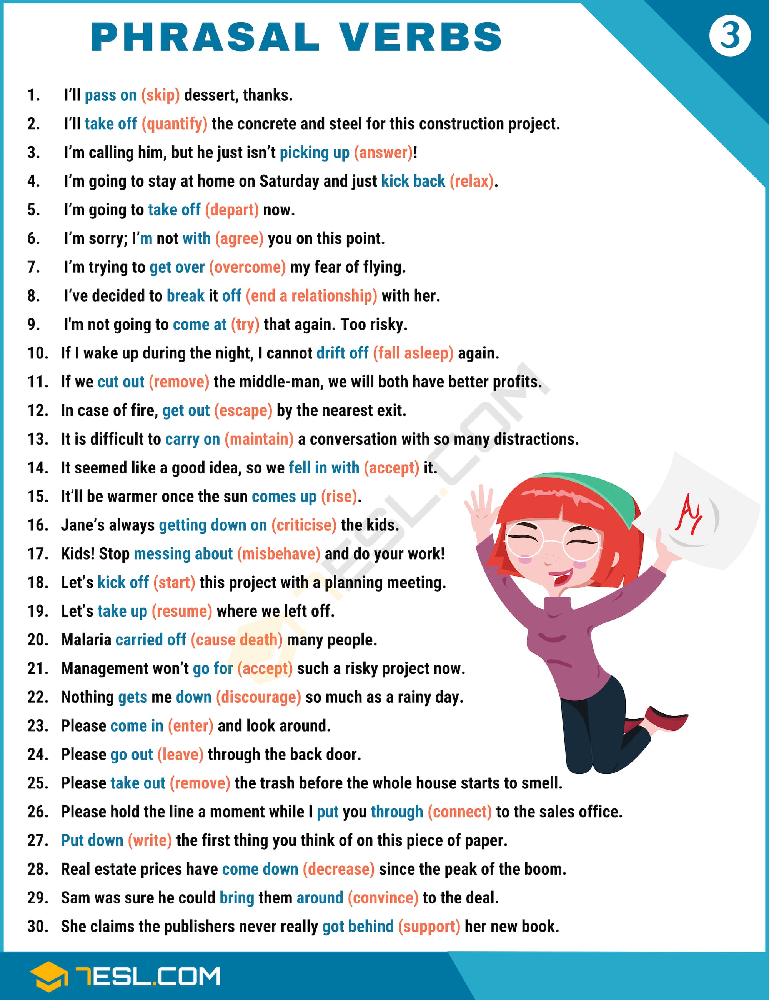 PHRASAL VERBS
3
1. I’ll pass on (skip) dessert, thanks.
2. I’ll take off (quantify) the concrete and steel for this construction project.
3. I’m calling him, but he just isn’t picking up (answer)!
4. I’m going to stay at home on Saturday and just kick back (relax).
5. I’m going to take off (depart) now.
6. I’m sorry; I’m not with (agree) you on this point.
7. I’m trying to get over (overcome) my fear of flying.
8. I’ve decided to break it off (end a relationship) with her.
9. I'm not going to come at (try) that again. Too risky.
10. If I wake up during the night, I cannot drift off (fall asleep) again.
11. If we cut out (remove) the middle-man, we will both have better profits.
12. In case of fire, get out (escape) by the nearest exit.
13. It is difficult to carry on (maintain) a conversation with so many distractions.
14. It seemed like a good idea, so we fell in with (accept) it.
15. It’ll be warmer once the sun comes up (rise).
16. Jane’s always getting down on (criticise) the kids.
17. Kids! Stop messing about (misbehave) and do your work!
18. Let’s kick off (start) this project with a planning meeting.
19. Let’s take up (resume) where we left off.
20. Malaria carried off (cause death) many people.
21. Management won’t go for (accept) such a risky project now.
22. Nothing gets me down (discourage) so much as a rainy day.
23. Please come in (enter) and look around.
24. Please go out (leave) through the back door.
25. Please take out (remove) the trash before the whole house starts to smell.
26. Please hold the line a moment while I put you through (connect) to the sales office.
27. Put down (write) the first thing you think of on this piece of paper.
28. Real estate prices have come down (decrease) since the peak of the boom.
29. Sam was sure he could bring them around (convince) to the deal.
30. She claims the publishers never really got behind (support) her new book.
7ESL.COM
7ESL.COM